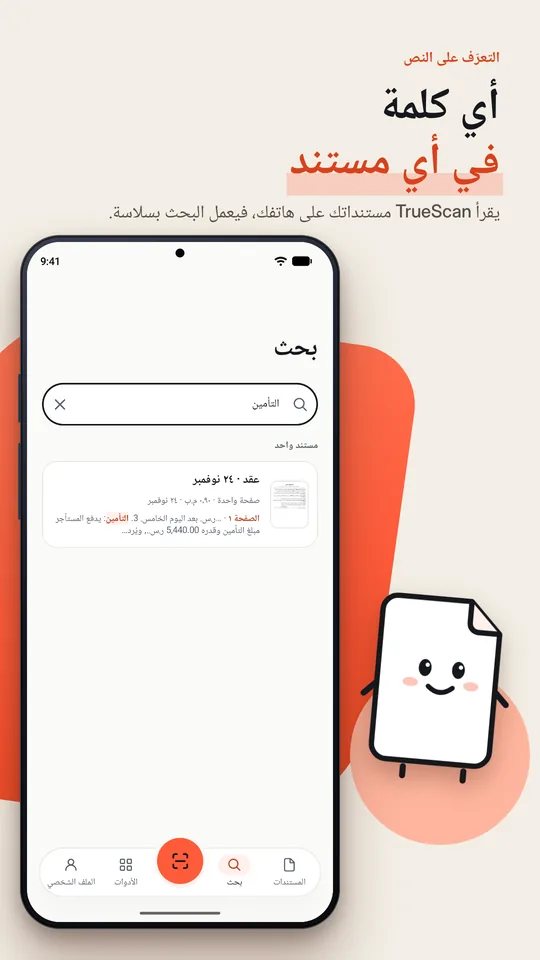 التعرّف على النص
أي كلمة
في أي مستند
يقرأ TrueScan مستنداتك على هاتفك، فيعمل البحث بسلاسة.
9:41
بحث
التأمين
مستند واحد
عقد · ٢٤ نوفمبر
صفحة واحدة · ٠٫٩٠ م.ب · ٢٤ نوفمبر
الصفحة ١ · ...رس. بعد اليوم الخامس. 3. التأمين: يدفع المستأجر
مبلغ التأمين وقدره 5,440.00 رس.,. ويُرد...
المستندات
بحث
الأدوات
الملف الشخصي